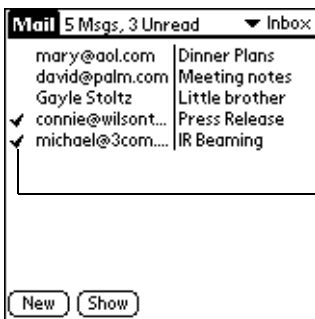 Mail 5 Msgs, 3 Unread Inbox
mary@aol.com Dinner Plans
david@palm.com Meeting notes
Gayle Stoltz Little brother
connie@wilsont... Press Release
michael@3com.... IR Beaming
New Show